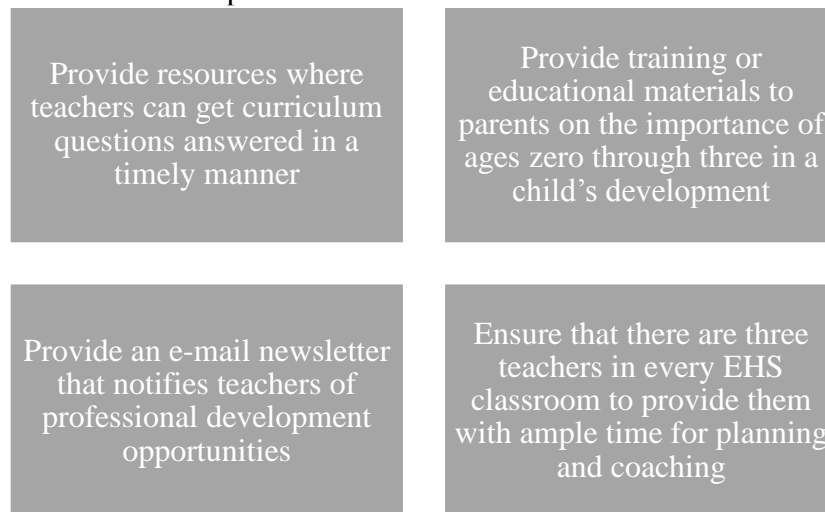 Provide resources where
teachers can get curriculum
questions answered in a
timely manner
Provide training or
educational materials to
parents on the importance of
ages zero through three in a
child’s development
Provide an e-mail newsletter
that notifies teachers of
professional development
opportunities
Ensure that there are three
teachers in every EHS
classroom to provide them
with ample time for planning
and coaching